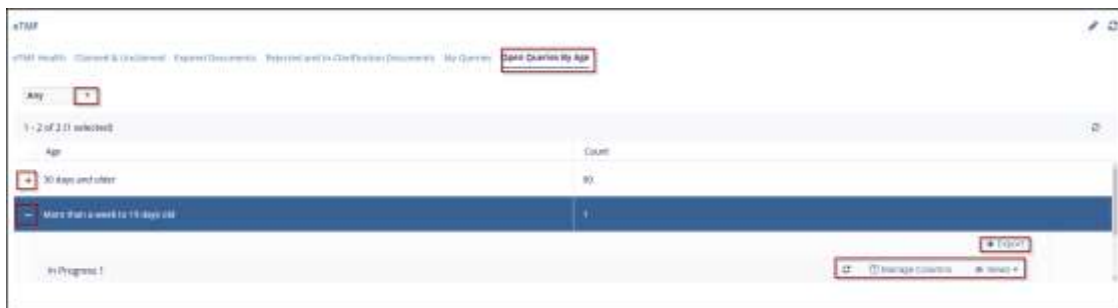 eTMF
eTMF Health Claimed & Unclaimed Expired Documents Rejected and In-Clarification Documents My Queries Open Queries By Age
Any
1 - 2 of 2 (1 selected)
Age Count
30 days and older
More than a week to 15 days old 1
Export
In Progress 1 Manage Columns Views